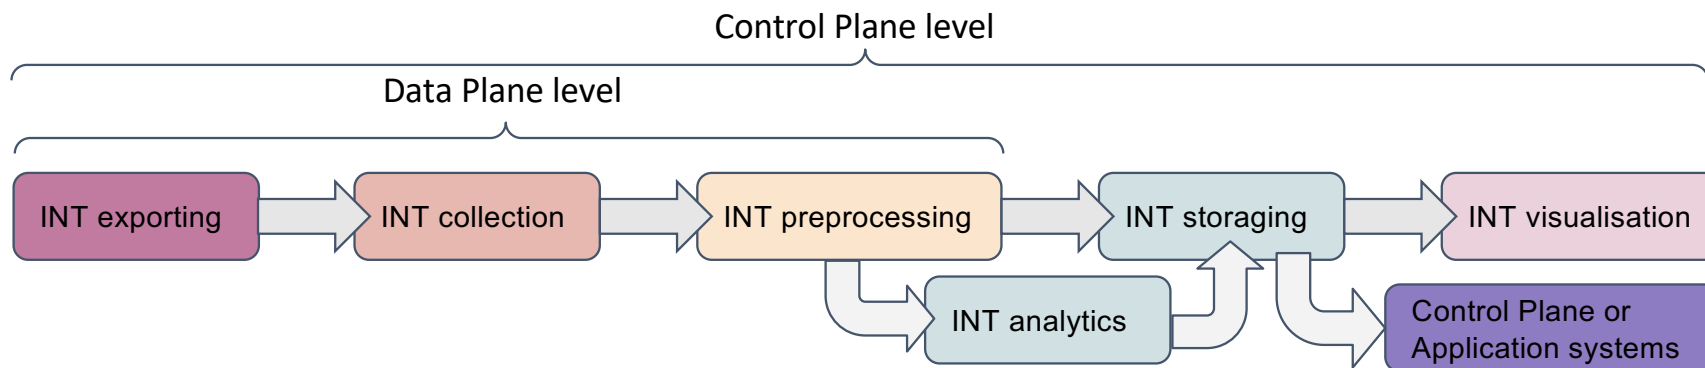 Control Plane level
Data Plane level
INT exporting
INT collection
INT preprocessing
INT storaging
INT visualisation
INT analytics
Control Plane or
Application systems